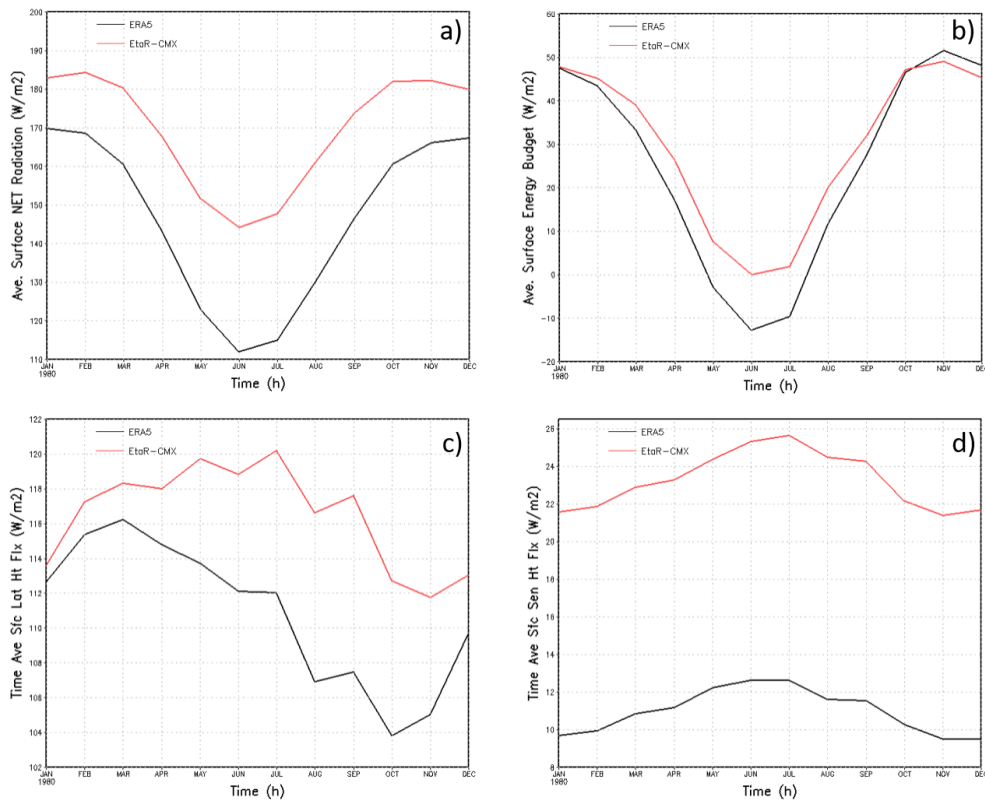 a)
ERA5
EtaR-CMX
200
190
180
170
160
150
140
130
120
110
Ave. Surface NET Radiation (W/m2)
JAN FEB MAR APR MAY JUN JUL AUG SEP OCT NOV DEC
1980
Time (h)
b)
ERA5
EtaR-CMX
60
50
40
30
20
10
0
-10
-20
Ave. Surface Energy Budget (W/m2)
JAN FEB MAR APR MAY JUN JUL AUG SEP OCT NOV DEC
1980
Time (h)
c)
ERA5
EtaR-CMX
122
120
118
116
114
112
110
108
106
104
102
Time Ave Sfc Lat Ht Flx (W/m2)
JAN FEB MAR APR MAY JUN JUL AUG SEP OCT NOV DEC
1980
Time (h)
d)
ERA5
EtaR-CMX
26
24
22
20
18
16
14
12
10
8
Time Ave Sfc Sen Ht Flx (W/m2)
JAN FEB MAR APR MAY JUN JUL AUG SEP OCT NOV DEC
1980
Time (h)